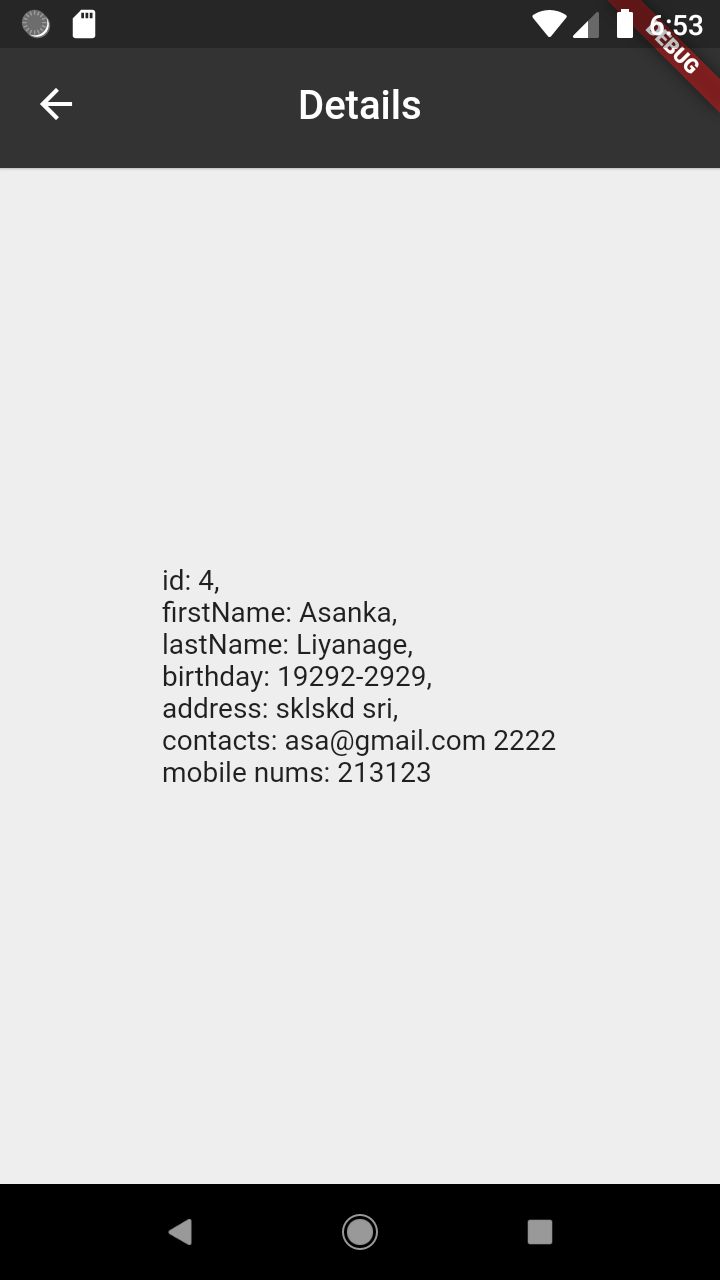 6:53
DEBUG
Details
id: 4,
firstName: Asanka,
lastName: Liyanage,
birthday: 19292-2929,
address: sklskd sri,
contacts: asa@gmail.com 2222
mobile nums: 213123